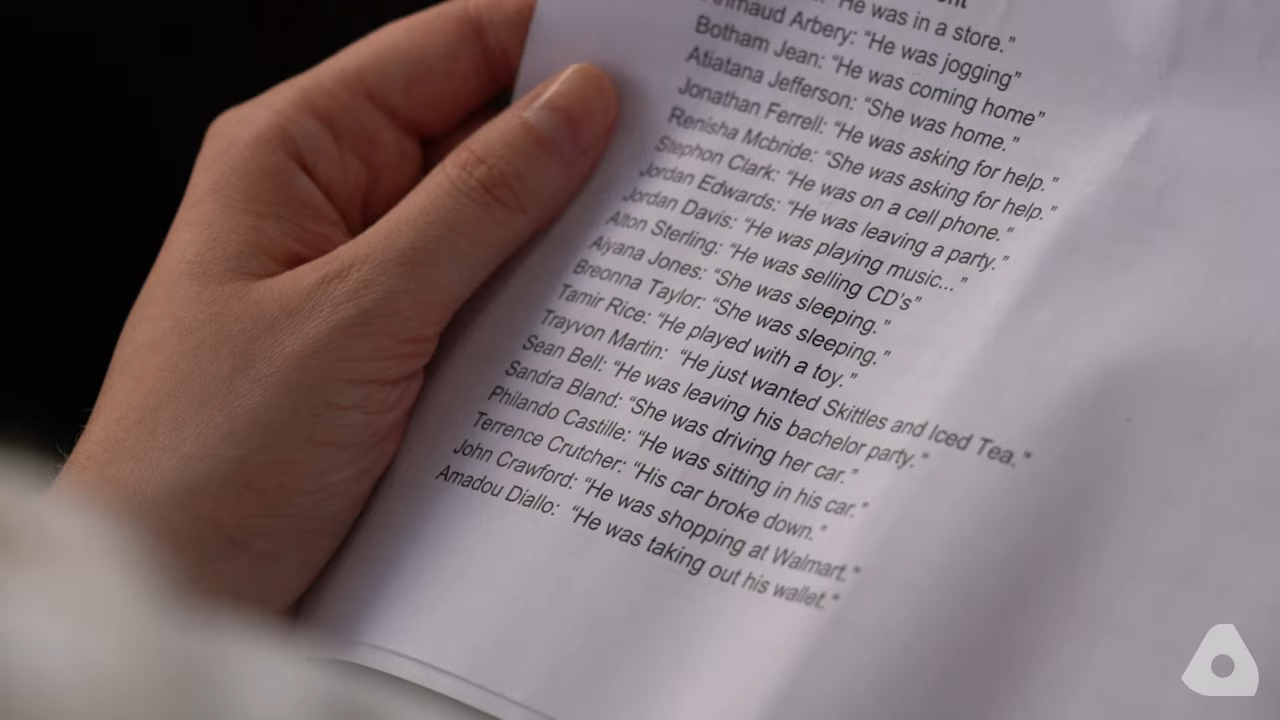 "He was in a store."
Arbery: "He was jogging"
Botham Jean: "He was coming home"
Atiatana Jefferson: "She was home."
Jonathan Ferrell: "He was asking for help."
Renisha Mcbride: "She was asking for help."
Stephon Clark: "He was on a cell phone."
Jordan Edwards: "He was leaving a party."
Jordan Davis: "He was playing music... "
Alton Sterling: "He was selling CD's"
Aiyana Jones: "She was sleeping."
Breonna Taylor: "She was sleeping."
Tamir Rice: "He played with a toy."
Trayvon Martin: "He just wanted Skittles and Iced Tea."
Sean Bell: "He was leaving his bachelor party."
Sandra Bland: "She was driving her car."
Philando Castille: "He was sitting in his car."
Terrence Crutcher: "His car broke down."
John Crawford: "He was shopping at Walmart."
Amadou Diallo: "He was taking out his wallet."